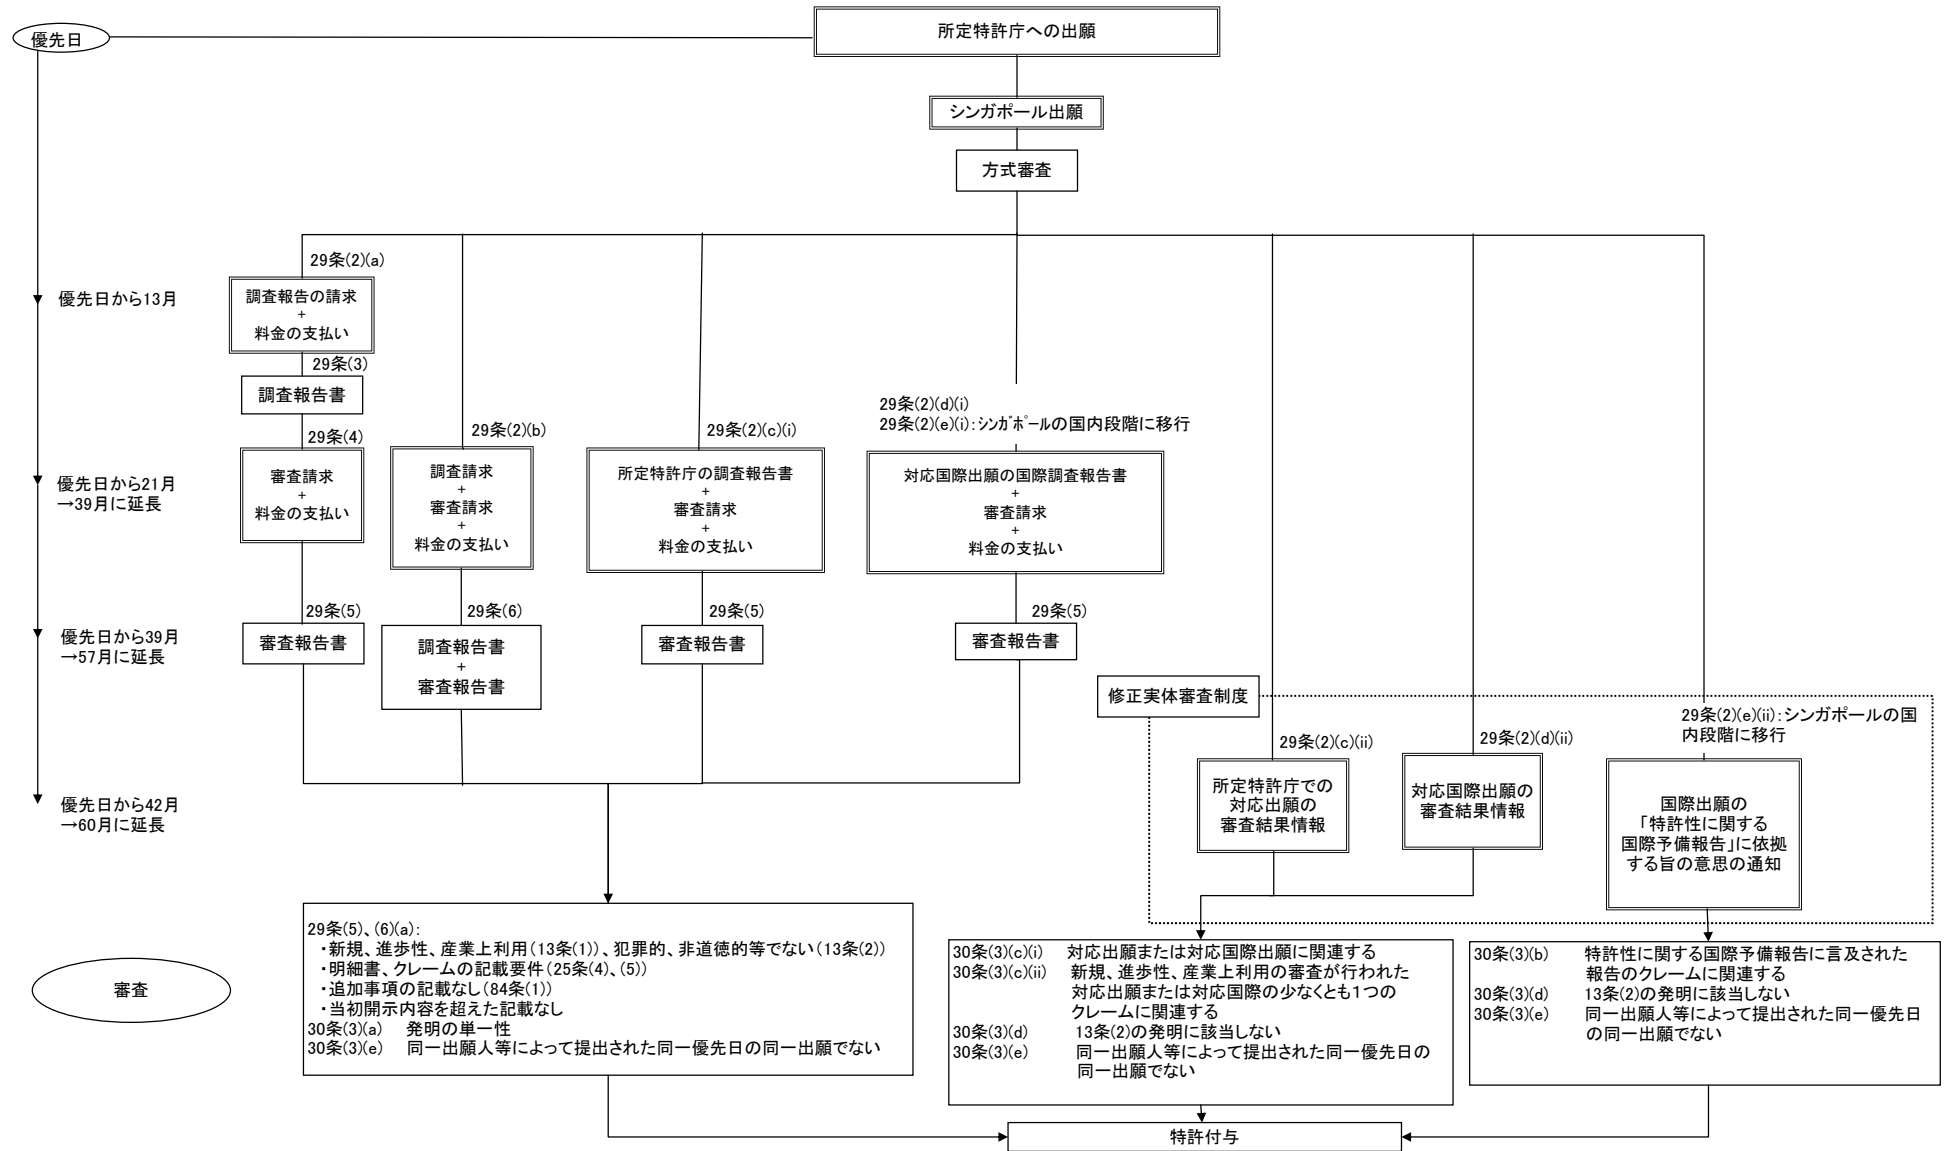 優先日
所定特許庁への出願
シンガポール出願
方式審査
29条(2)(a)
優先日から13月
調査報告の請求
+
料金の支払い
29条(3)
調査報告書
29条(4)
優先日から21月
→39月に延長
審査請求
+
料金の支払い
29条(5)
優先日から39月
→57月に延長
審査報告書
29条(2)(b)
調査請求
+
審査請求
+
料金の支払い
29条(6)
調査報告書
+
審査報告書
29条(2)(c)(i)
所定特許庁の調査報告書
+
審査請求
+
料金の支払い
29条(5)
審査報告書
29条(2)(d)(i)
29条(2)(e)(i):シンガポールの国内段階に移行
対応国際出願の国際調査報告書
+
審査請求
+
料金の支払い
29条(5)
審査報告書
修正実体審査制度
29条(2)(c)(ii)
所定特許庁での
対応出願の
審査結果情報
29条(2)(d)(ii)
対応国際出願の
審査結果情報
29条(2)(e)(ii):シンガポールの国
内段階に移行
国際出願の
「特許性に関する
国際予備報告」に依拠
する旨の意思の通知
優先日から42月
→60月に延長
審査
29条(5)、(6)(a):
・新規、進歩性、産業上利用(13条(1))、犯罪的、非道徳的等でない(13条(2))
・明細書、クレームの記載要件(25条(4)、(5))
・追加事項の記載なし(84条(1))
・当初開示内容を超えた記載なし
30条(3)(a) 発明の単一性
30条(3)(e) 同一出願人等によって提出された同一優先日の同一出願でない
30条(3)(c)(i) 対応出願または対応国際出願に関連する
30条(3)(c)(ii) 新規、進歩性、産業上利用の審査が行われた
対応出願または対応国際の少なくとも1つの
クレームに関連する
30条(3)(d) 13条(2)の発明に該当しない
30条(3)(e) 同一出願人等によって提出された同一優先日の
同一出願でない
30条(3)(b) 特許性に関する国際予備報告に言及された
報告のクレームに関連する
30条(3)(d) 13条(2)の発明に該当しない
30条(3)(e) 同一出願人等によって提出された同一優先日
の同一出願でない
特許付与